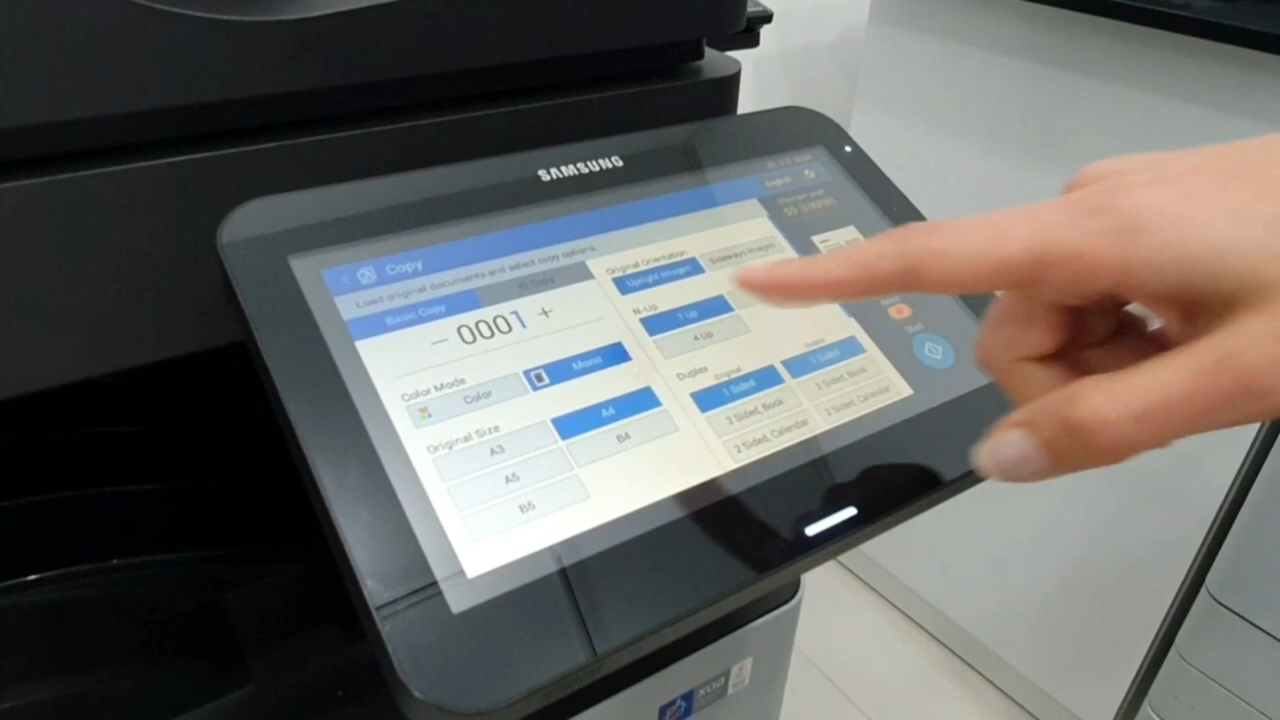 SAMSUNG
English
Copy
Load original documents and select copy options.
Basic Copy
ID Copy
0001
Color Mode
Color
Mono
Original Size
A3
A4
A5
B4
B5
Original Orientation
Upright Images
Sideways Images
N-Up
1 Up
4 Up
Duplex
Original
1 Sided
2 Sided, Book
2 Sided, Calendar
Output
1 Sided
2 Sided, Book
2 Sided, Calendar
Start
BOX